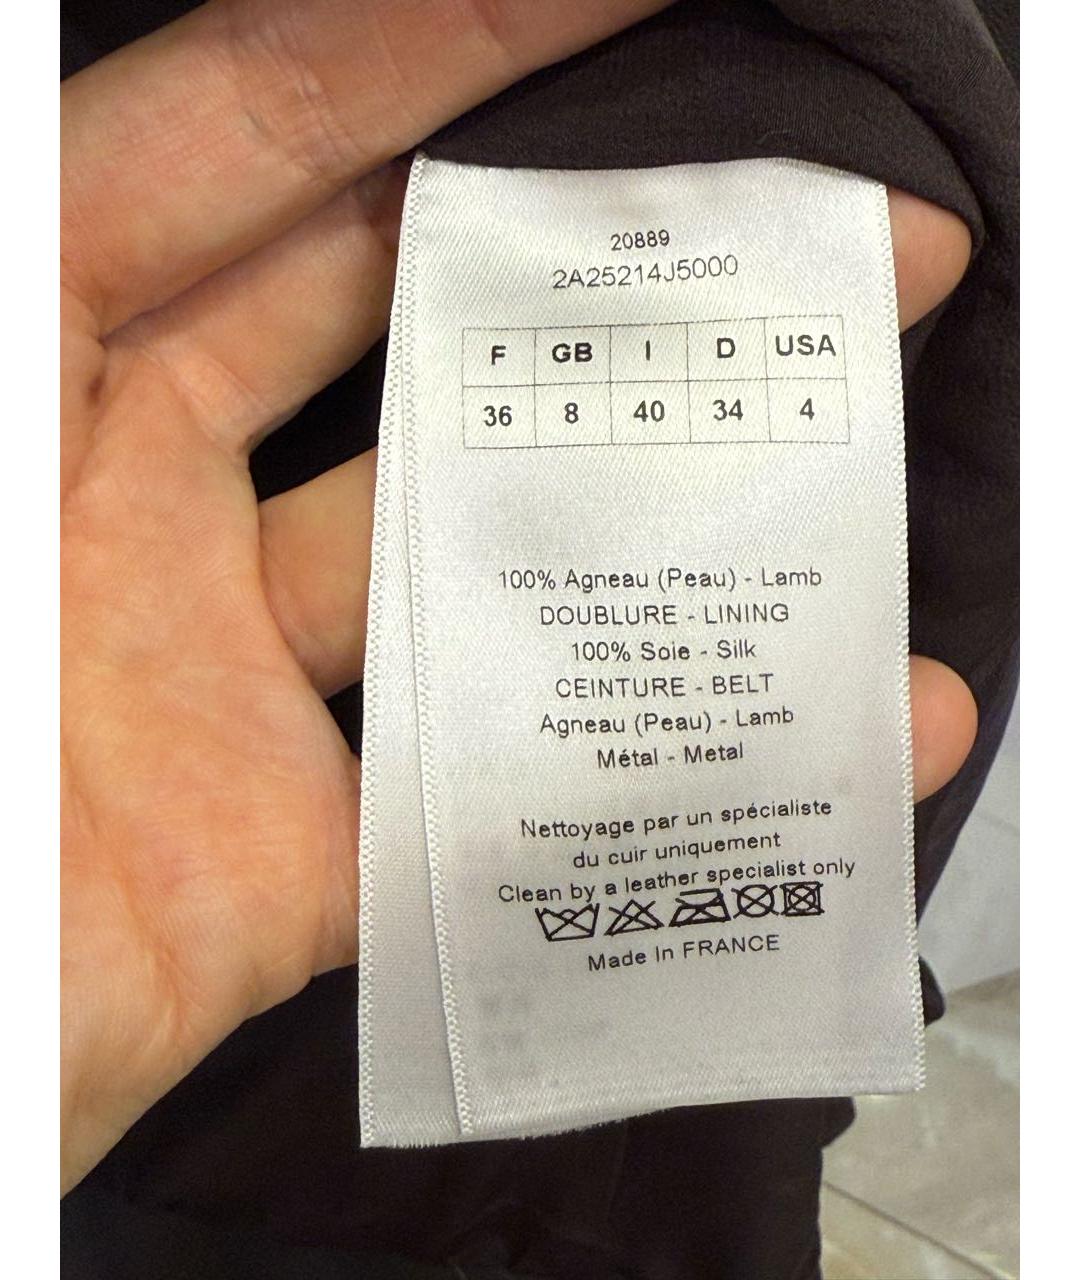 20889
2A25214J5000
F GB I D USA
36 8 40 34 4
100% Agneau (Peau) - Lamb
DOUBLURE - LINING
100% Soie - Silk
CEINTURE - BELT
Agneau (Peau) - Lamb
Métal - Metal
Nettoyage par un spécialiste
du cuir uniquement
Clean by a leather specialist only
Made In FRANCE